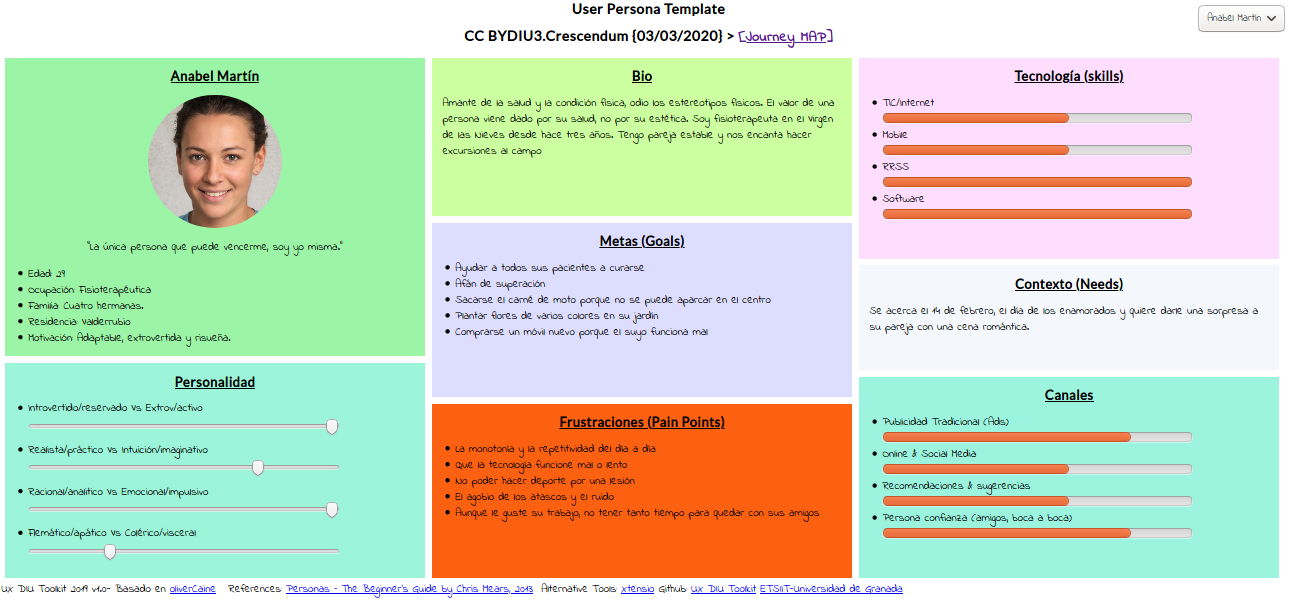 User Persona Template
CC BYDIU3.Crescendum {03/03/2020} > [Journey MAP]
Anabel Martín
Anabel Martín
"La única persona que puede vencerme, soy yo misma."
Edad: 29
Ocupación: Fisioterapéutica
Familia: Cuatro hermanas.
Residencia: Valderrubio
Motivación: Adaptable, extrovertida y risueña.
Personalidad
Introvertido/reservado Vs Extrov/activo
Realista/práctico Vs Intuición/imaginativo
Racional/analítico Vs Emocional/impulsivo
Flemático/apático Vs Colérico/visceral
Bio
Amante de la salud y la condición física, odio los estereotipos físicos. El valor de una
persona viene dado por su salud, no por su estética. Soy fisioterapeuta en el Virgen
de las Nieves desde hace tres años. Tengo pareja estable y nos encanta hacer
excursiones al campo
Metas (Goals)
Ayudar a todos sus pacientes a curarse
Afán de superación
Sacarse el carné de moto porque no se puede aparcar en el centro
Plantar flores de varios colores en su jardín
Comprarse un móvil nuevo porque el suyo funciona mal
Frustraciones (Pain Points)
La monotonía y la repetitividad del día a día
Que la tecnología funcione mal o lento
No poder hacer deporte por una lesión
El agobio de los atascos y el ruido
Aunque le guste su trabajo, no tener tanto tiempo para quedar con sus amigos
Tecnología (skills)
TIC/Internet
Mobile
RRSS
Software
Contexto (Needs)
Se acerca el 14 de febrero, el día de los enamorados y quiere darle una sorpresa a
su pareja con una cena romántica.
Canales
Publicidad Tradicional (Ads)
Online & Social Media
Recomendaciones & sugerencias
Persona confianza (amigos, boca a boca)
UX DIU Toolkit 2019 v1.0- Basado en oliverCaine References: Personas - The Beginner's Guide by Chris Mears, 2013 Alternative Tools: Xtensio Github: UX DIU Toolkit ETSIIT-Universidad de Granada